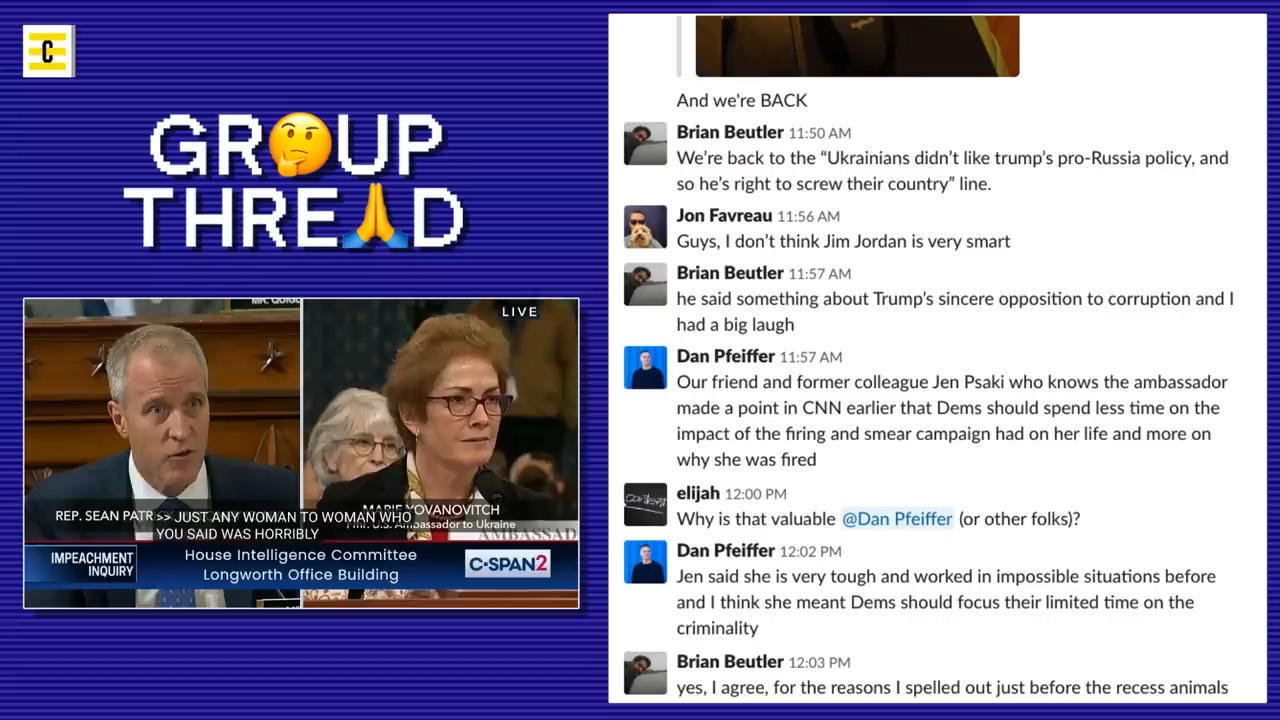 C
GR🤔UP
THRE🙏D
MR. QUIG
LIVE
REP. SEAN PATR
>> JUST ANY WOMAN TO WOMAN WHO
YOU SAID WAS HORRIBLY
MARIE YOVANOVITCH
Fmr. U.S. Ambassador to Ukraine
AMBASSAD
IMPEACHMENT
INQUIRY
House Intelligence Committee
Longworth Office Building
C-SPAN2
And we're BACK
Brian Beutler 11:50 AM
We’re back to the “Ukrainians didn’t like trump’s pro-Russia policy, and
so he’s right to screw their country” line.
Jon Favreau 11:56 AM
Guys, I don’t think Jim Jordan is very smart
Brian Beutler 11:57 AM
he said something about Trump’s sincere opposition to corruption and I
had a big laugh
Dan Pfeiffer 11:57 AM
Our friend and former colleague Jen Psaki who knows the ambassador
made a point in CNN earlier that Dems should spend less time on the
impact of the firing and smear campaign had on her life and more on
why she was fired
elijah 12:00 PM
Why is that valuable @Dan Pfeiffer (or other folks)?
Dan Pfeiffer 12:02 PM
Jen said she is very tough and worked in impossible situations before
and I think she meant Dems should focus their limited time on the
criminality
Brian Beutler 12:03 PM
yes, I agree, for the reasons I spelled out just before the recess animals